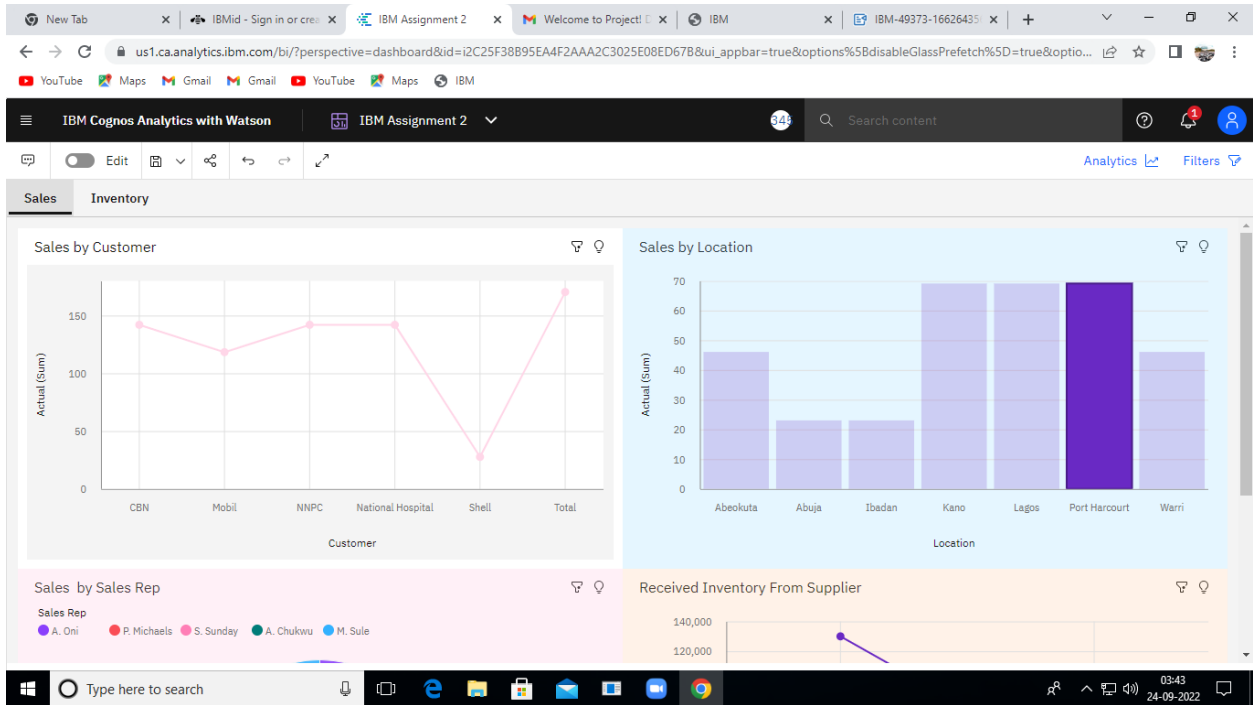 New Tab
IBMid - Sign in or crea
IBM Assignment 2
Welcome to Project! D
IBM
IBM-49373-16626435
us1.ca.analytics.ibm.com/bi/?perspective=dashboard&id=i2C25F38B95EA4F2AAA2C3025E08ED67B&ui_appbar=true&options%5BdisableGlassPrefetch%5D=true&optio...
YouTube Maps Gmail Gmail YouTube Maps IBM
IBM Cognos Analytics with Watson
IBM Assignment 2
345
Search content
1
Edit
Analytics
Filters
Sales
Inventory
Sales by Customer
150
100
50
0
Actual (Sum)
CBN Mobil NNPC National Hospital Shell Total
Customer
Sales by Location
70
60
50
40
30
20
10
0
Actual (Sum)
Abeokuta Abuja Ibadan Kano Lagos Port Harcourt Warri
Location
Sales by Sales Rep
Sales Rep
A. Oni P. Michaels S. Sunday A. Chukwu M. Sule
Received Inventory From Supplier
140,000
120,000
Type here to search
03:43
24-09-2022